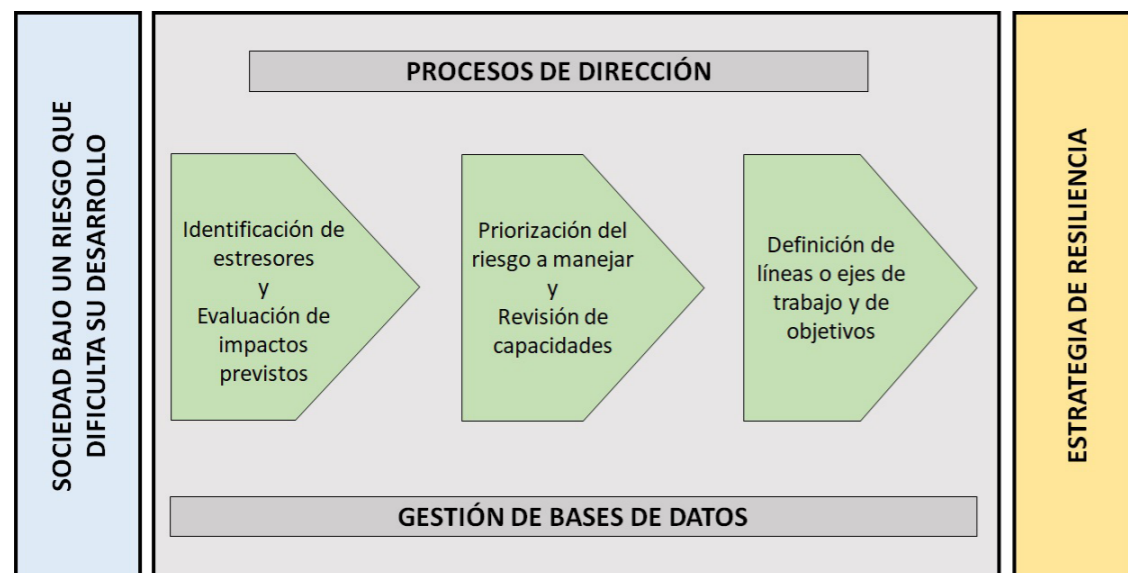 SOCIEDAD BAJO UN RIESGO QUE
DIFICULTA SU DESARROLLO
PROCESOS DE DIRECCIÓN
Identificación de
estresores
y
Evaluación de
impactos
previstos
Priorización del
riesgo a manejar
y
Revisión de
capacidades
Definición de
líneas o ejes de
trabajo y de
objetivos
GESTIÓN DE BASES DE DATOS
ESTRATEGIA DE RESILIENCIA